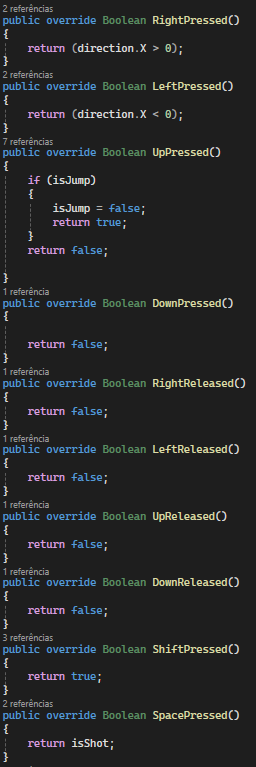 2 referências
public override Boolean RightPressed()
{
return (direction.X > 0);
}
2 referências
public override Boolean LeftPressed()
{
return (direction.X < 0);
}
7 referências
public override Boolean UpPressed()
{
if (isJump)
{
isJump = false;
return true;
}
return false;
}
1 referência
public override Boolean DownPressed()
{
return false;
}
1 referência
public override Boolean RightReleased()
{
return false;
}
1 referência
public override Boolean LeftReleased()
{
return false;
}
1 referência
public override Boolean UpReleased()
{
return false;
}
1 referência
public override Boolean DownReleased()
{
return false;
}
3 referências
public override Boolean ShiftPressed()
{
return true;
}
2 referências
public override Boolean SpacePressed()
{
return isShot;
}